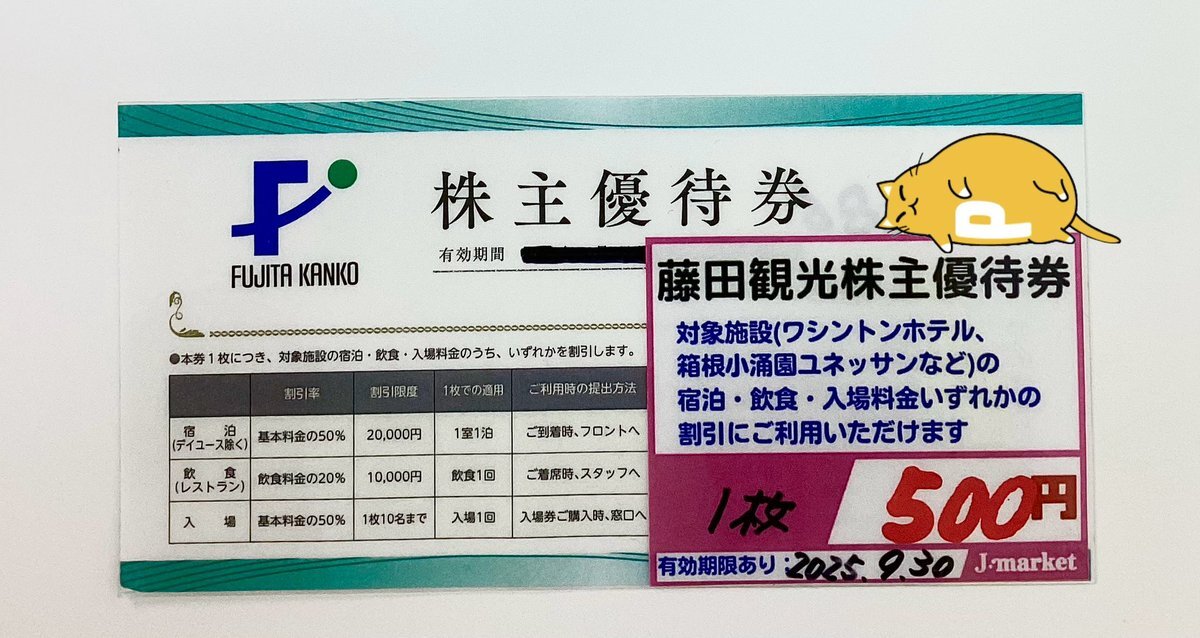 FUJITA KANKO
株主優待券
有効期間
●本券1枚につき、対象施設の宿泊・飲食・入場料金のうち、いずれかを割引します。
割引率 割引限度 1枚での適用 ご利用時の提出方法
宿泊 (デイユース除く) 基本料金の50% 20,000円 1室1泊 ご到着時、フロントへ
飲食 (レストラン) 飲食料金の20% 10,000円 飲食1回 ご着席時、スタッフへ
入場 基本料金の50% 1枚10名まで 入場1回 入場券ご購入時、窓口へ
P
藤田観光株主優待券
対象施設(ワシントンホテル、
箱根小涌園ユネッサンなど)の
宿泊・飲食・入場料金いずれかの
割引にご利用いただけます
1枚 500円
有効期限あり:2025.9.30 J·market